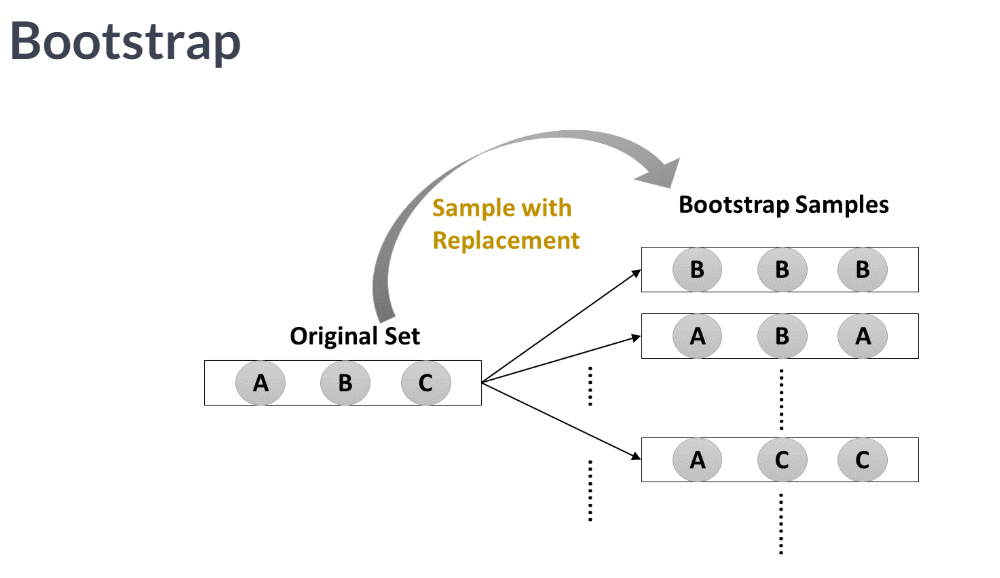 Bootstrap
Sample with
Replacement
Bootstrap Samples
B B B
Original Set
A B A
A B C
A C C